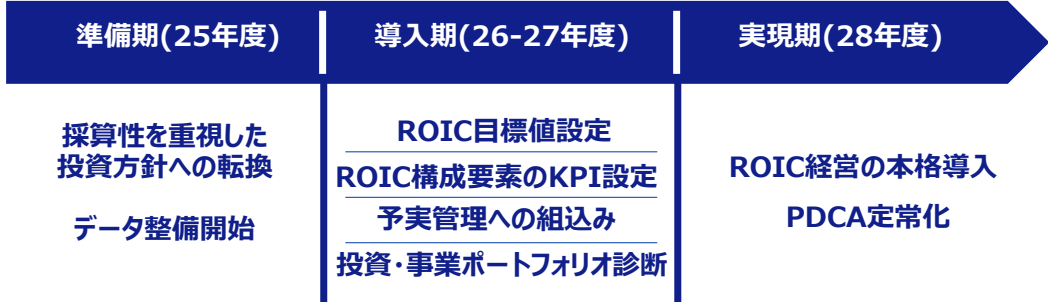 準備期(25年度)
導入期(26-27年度)
実現期(28年度)
採算性を重視した
投資方針への転換
データ整備開始
ROIC目標値設定
ROIC構成要素のKPI設定
予実管理への組込み
投資・事業ポートフォリオ診断
ROIC経営の本格導入
PDCA定常化